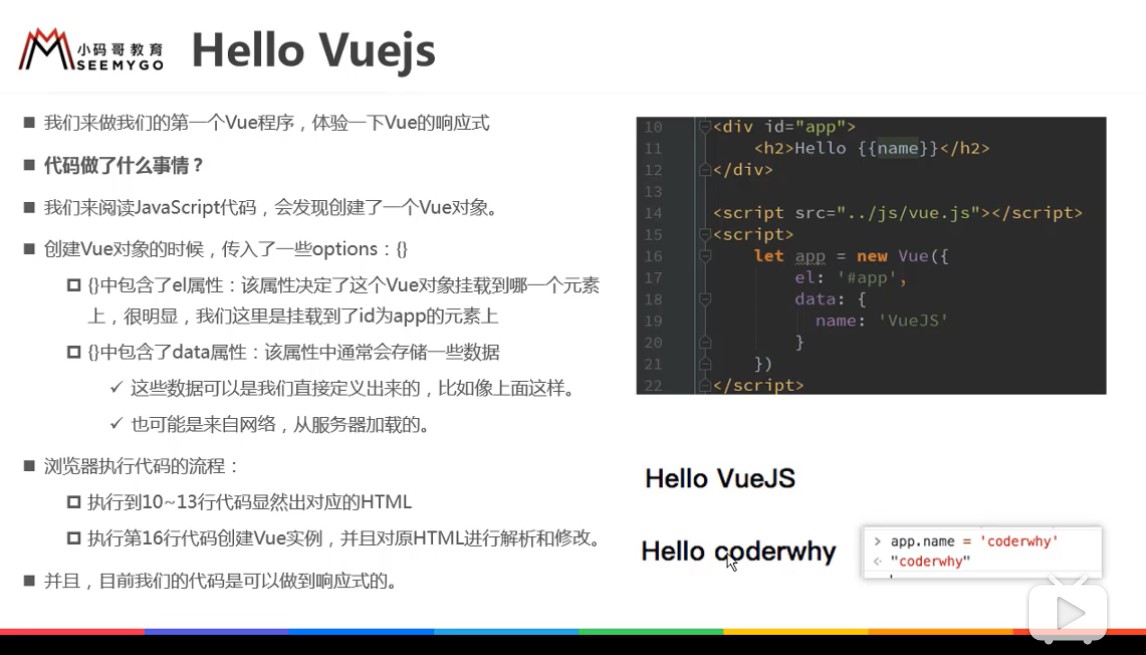 小码哥教育
SEEMYGO
Hello Vuejs
我们来做我们的第一个Vue程序，体验一下Vue的响应式
代码做了什么事情？
我们来阅读JavaScript代码，会发现创建了一个Vue对象。
创建Vue对象的时候，传入了一些options：{}
{}中包含了el属性：该属性决定了这个Vue对象挂载到哪一个元素
上，很明显，我们这里是挂载到了id为app的元素上
{}中包含了data属性：该属性中通常会存储一些数据
这些数据可以是我们直接定义出来的，比如像上面这样。
也可能是来自网络，从服务器加载的。
浏览器执行代码的流程：
执行到10~13行代码显然出对应的HTML
执行第16行代码创建Vue实例，并且对原HTML进行解析和修改。
并且，目前我们的代码是可以做到响应式的。
10 <div id="app">
11 <h2>Hello {{name}}</h2>
12 </div>
13
14 <script src="../js/vue.js"></script>
15 <script>
16 let app = new Vue({
17 el: '#app',
18 data: {
19 name: 'VueJS'
20 }
21 })
22 </script>
Hello VueJS
Hello coderwhy
> app.name = 'coderwhy'
"coderwhy"